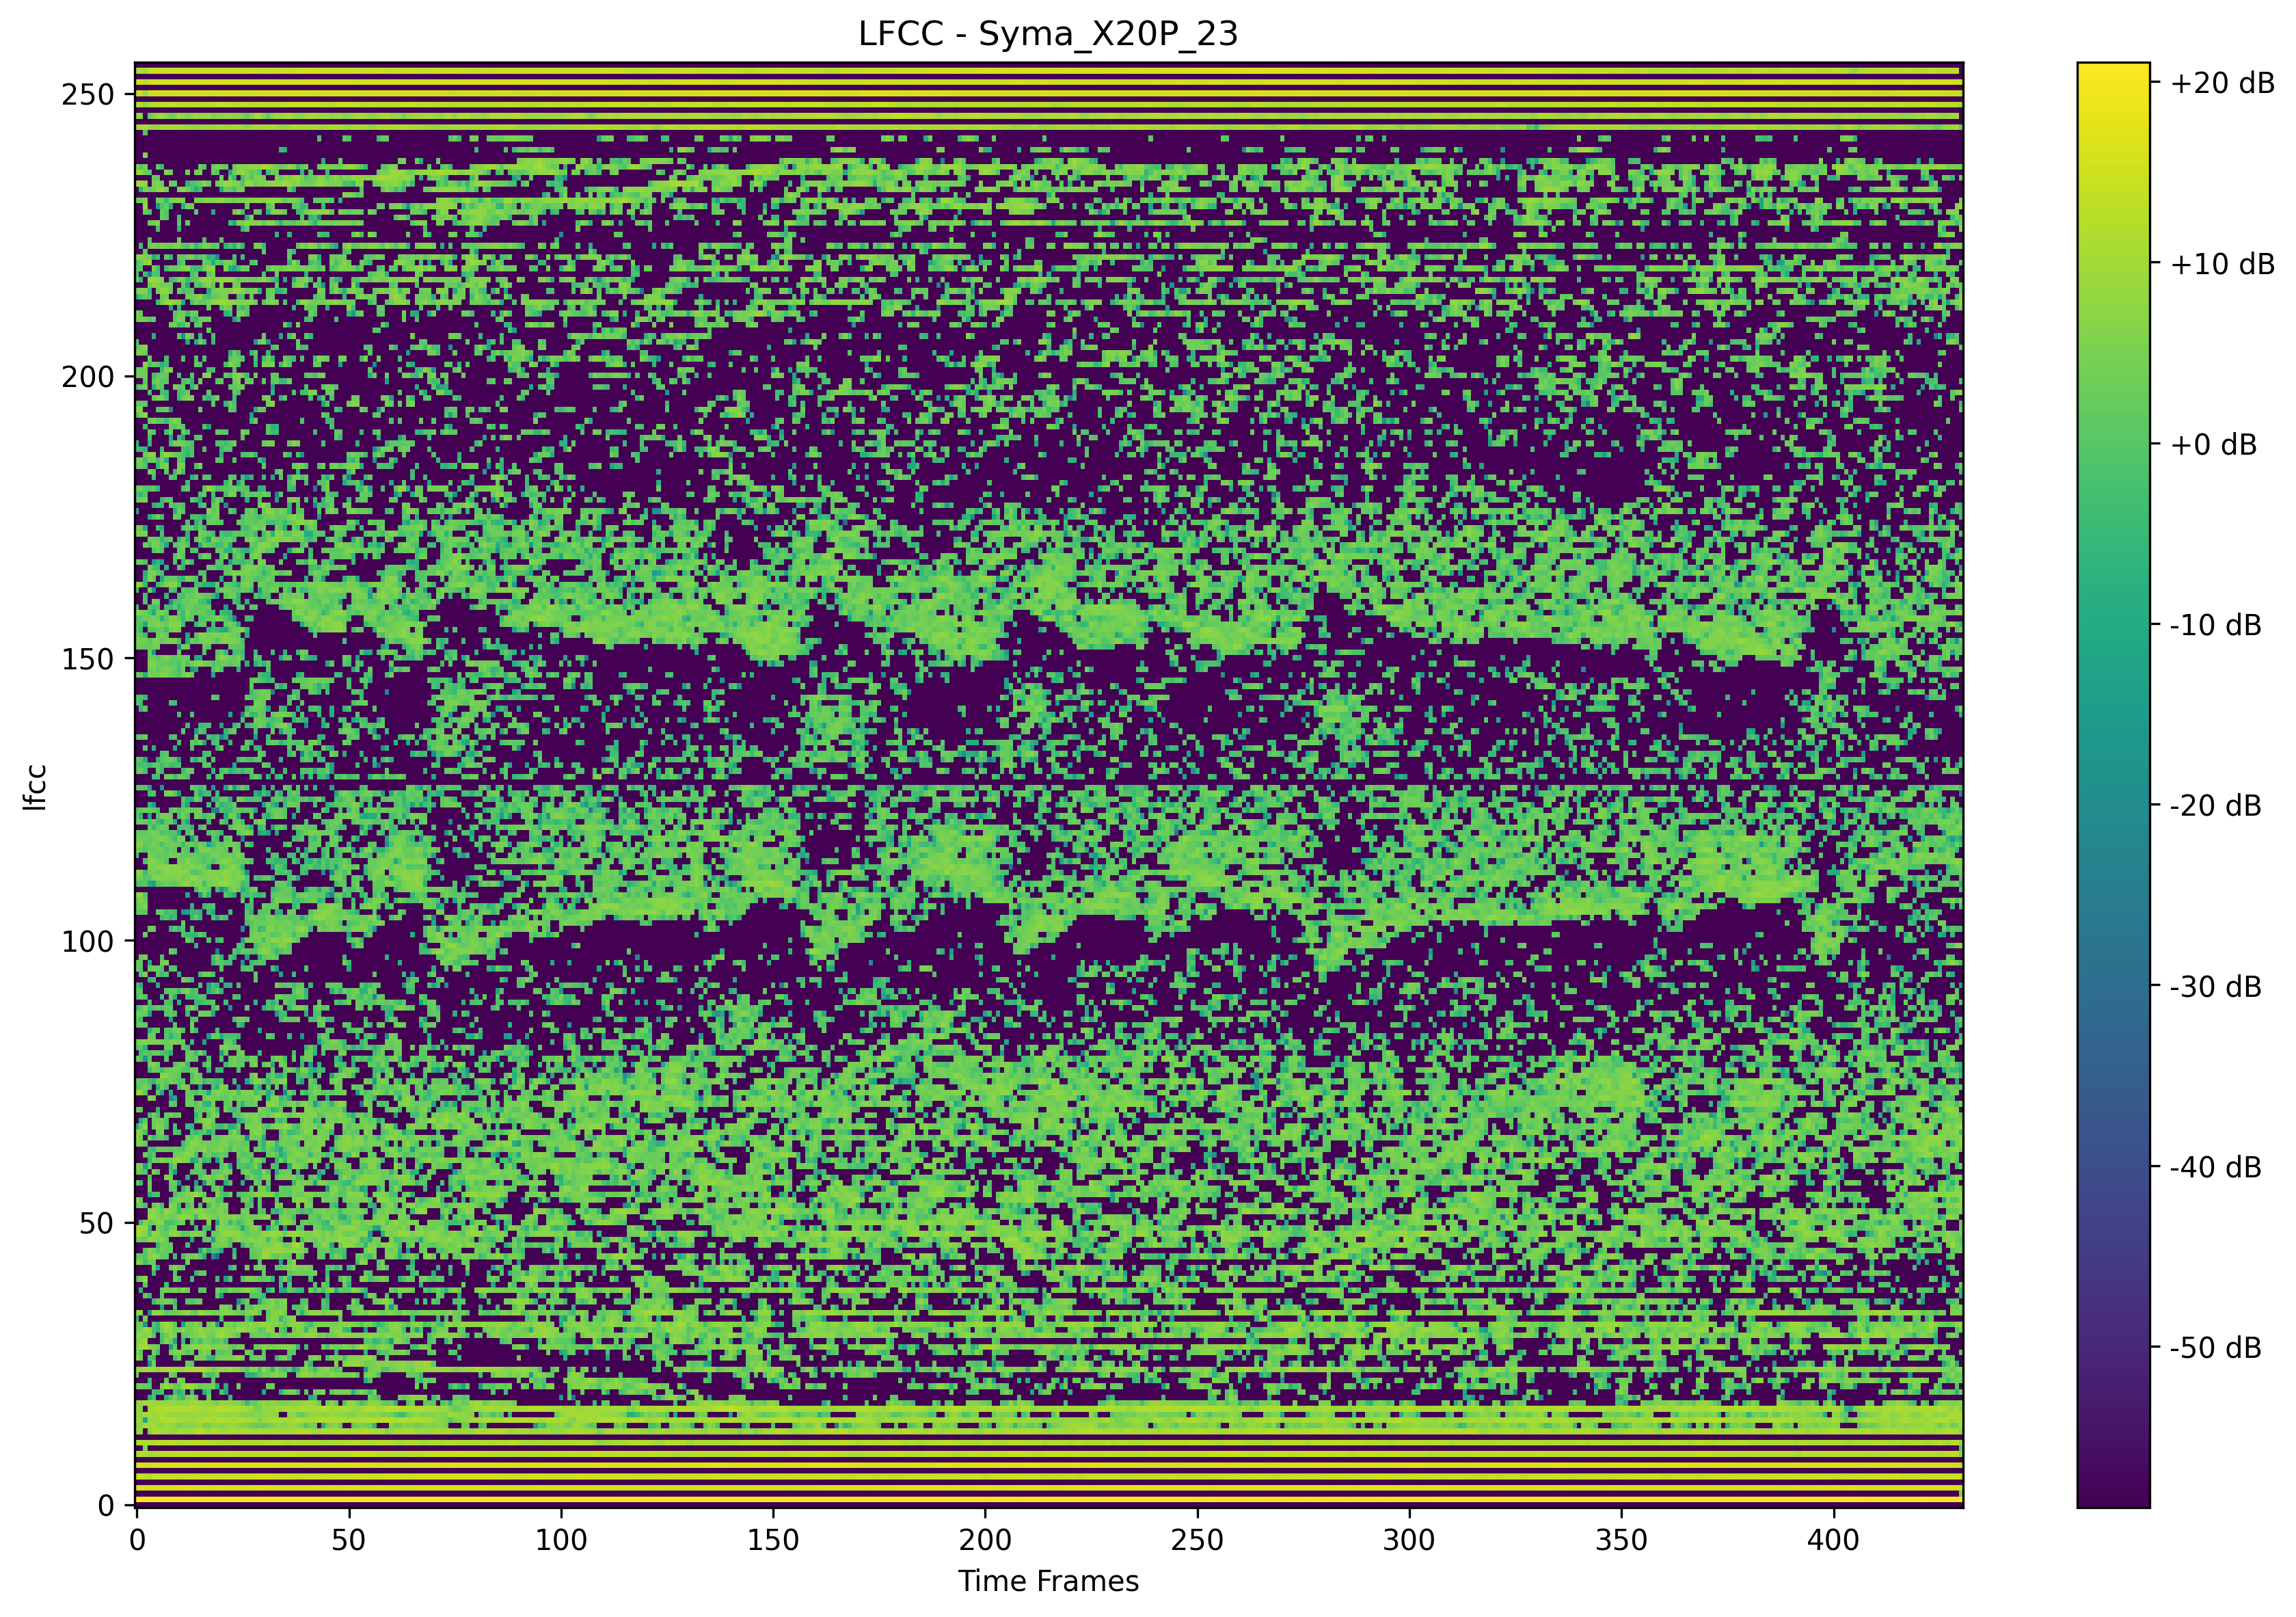 LFCC - Syma_X20P_23
250
200
150
100
50
0
lfcc
0 50 100 150 200 250 300 350 400
Time Frames
+20 dB
+10 dB
+0 dB
-10 dB
-20 dB
-30 dB
-40 dB
-50 dB